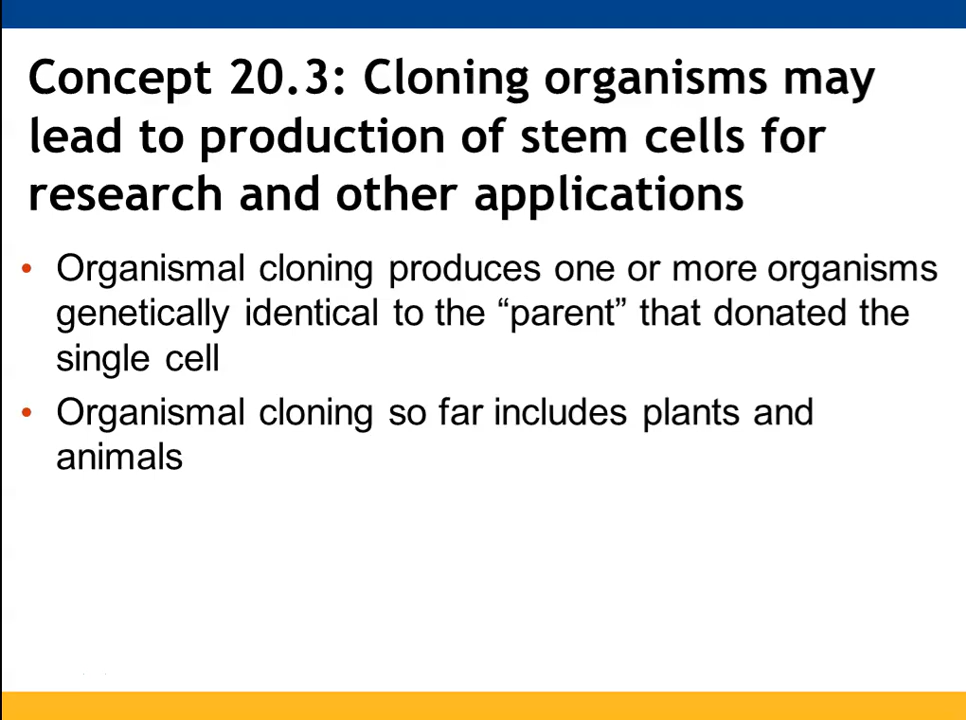 Concept 20.3: Cloning organisms may
lead to production of stem cells for
research and other applications
• Organismal cloning produces one or more organisms
genetically identical to the “parent” that donated the
single cell
• Organismal cloning so far includes plants and
animals